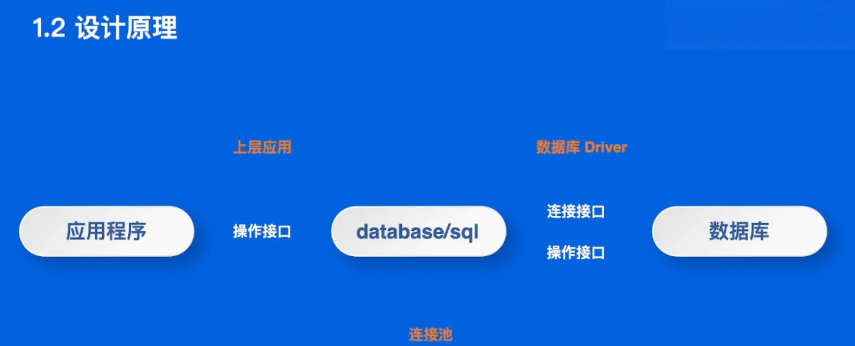 1.2 设计原理
上层应用
数据库 Driver
应用程序
操作接口
database/sql
连接接口
操作接口
数据库
连接池